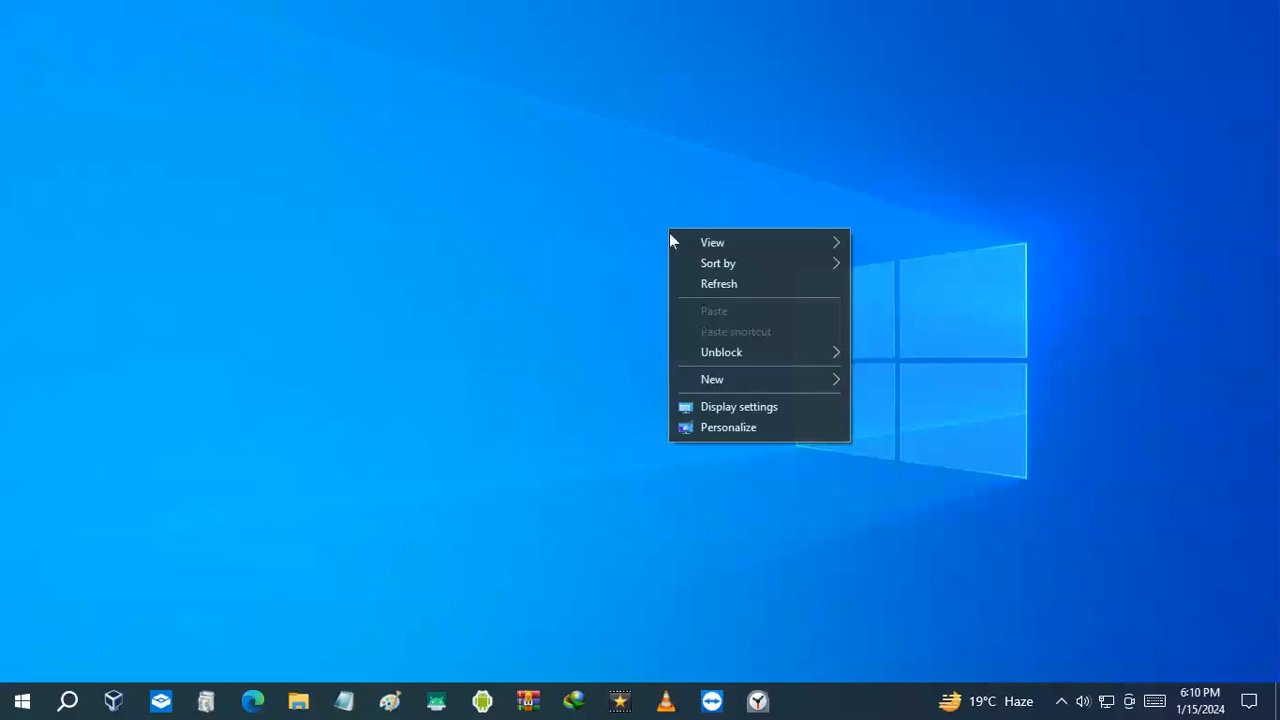 View
Sort by
Refresh
Paste
Paste shortcut
Unblock
New
Display settings
Personalize
19°C Haze
6:10 PM
1/15/2024